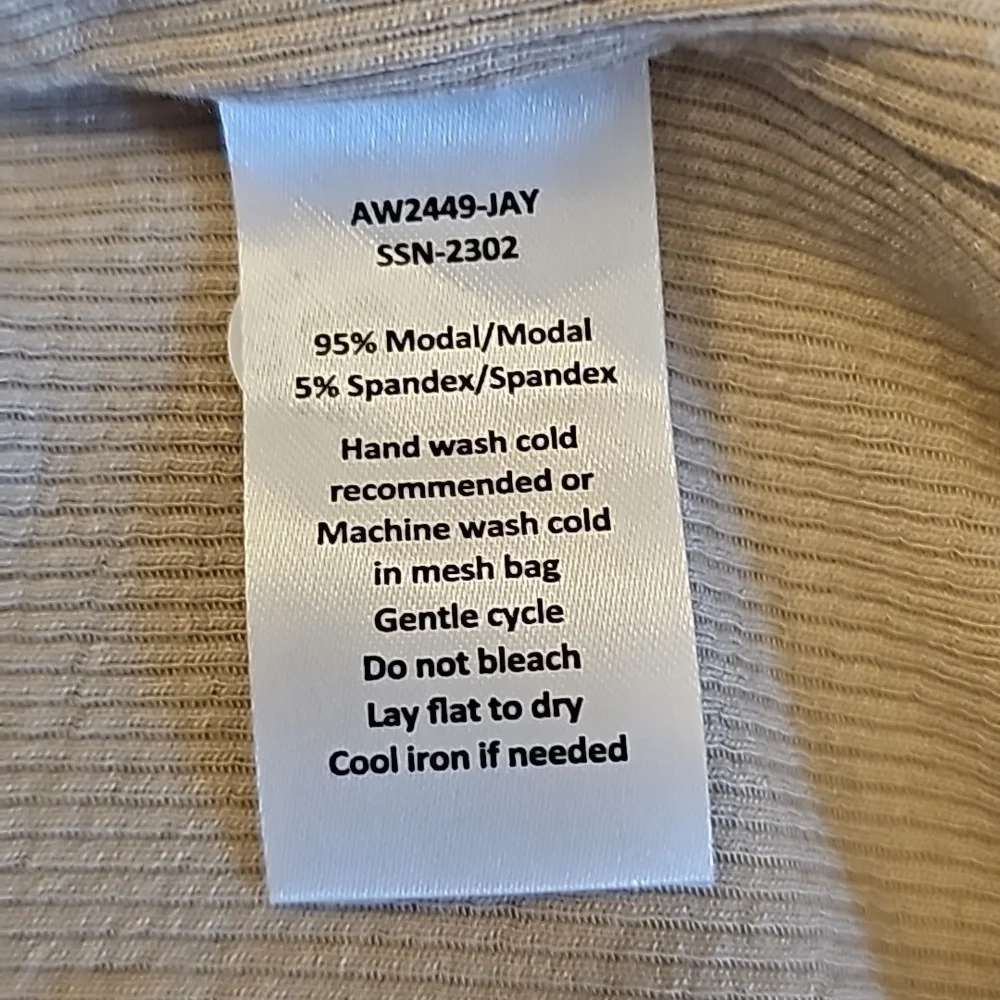 AW2449-JAY
SSN-2302
95% Modal/Modal
5% Spandex/Spandex
Hand wash cold
recommended or
Machine wash cold
in mesh bag
Gentle cycle
Do not bleach
Lay flat to dry
Cool iron if needed